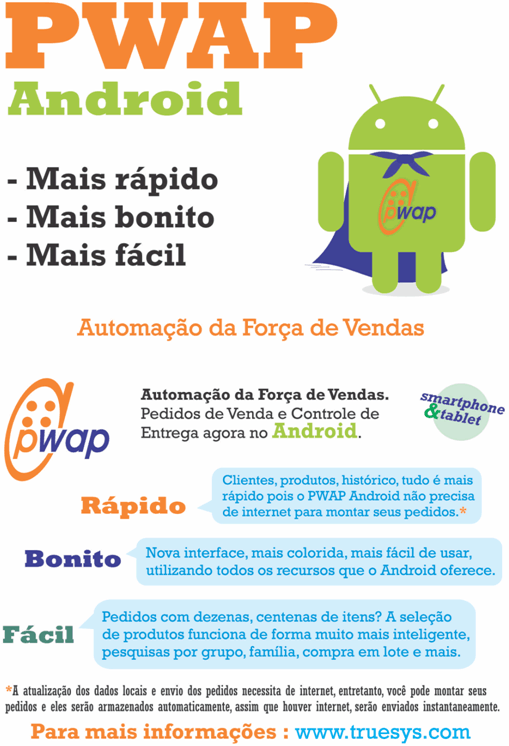 PWAP
Android
- Mais rápido
- Mais bonito
- Mais fácil
pwap
Automação da Força de Vendas
pwap
Automação da Força de Vendas.
Pedidos de Venda e Controle de
Entrega agora no Android.
smartphone
&tablet
Rápido
Clientes, produtos, histórico, tudo é mais
rápido pois o PWAP Android não precisa
de internet para montar seus pedidos.*
Bonito
Nova interface, mais colorida, mais fácil de usar,
utilizando todos os recursos que o Android oferece.
Fácil
Pedidos com dezenas, centenas de itens? A seleção
de produtos funciona de forma muito mais inteligente,
pesquisas por grupo, família, compra em lote e mais.
*A atualização dos dados locais e envio dos pedidos necessita de internet, entretanto, você pode montar seus
pedidos e eles serão armazenados automaticamente, assim que houver internet, serão enviados instantaneamente.
Para mais informações : www.truesys.com